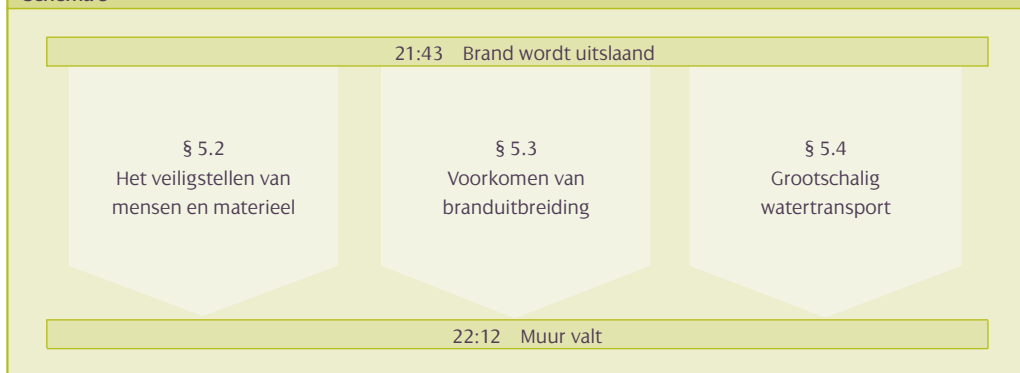 21:43 Brand wordt uitslaand
§ 5.2
Het veiligstellen van
mensen en materieel
§ 5.3
Voorkomen van
branduitbreiding
§ 5.4
Grootschalig
watertransport
22:12 Muur valt